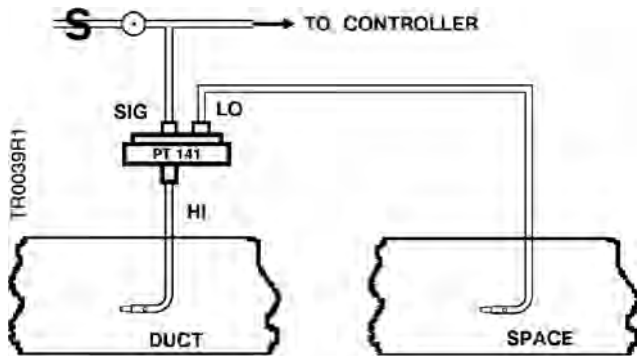 S
TO CONTROLLER
SIG
LO
PT 141
TR0039R1
HI
DUCT
SPACE